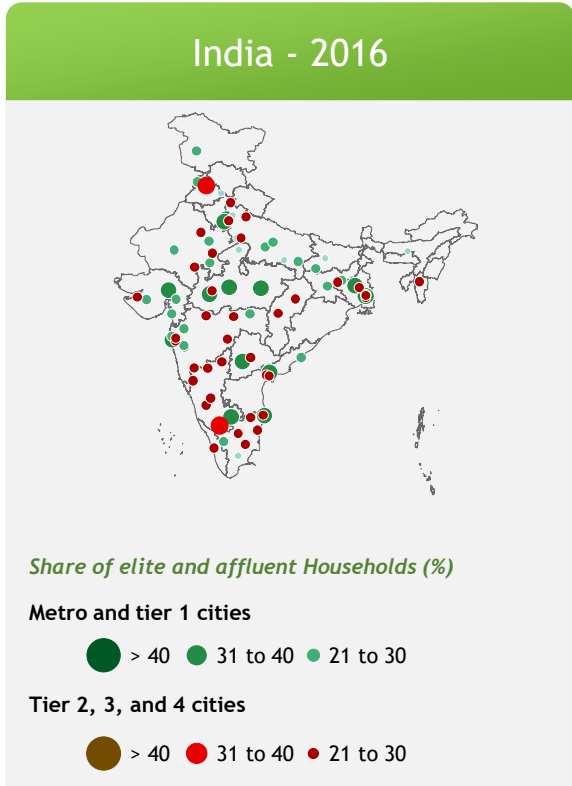 India - 2016
Share of elite and affluent Households (%)
Metro and tier 1 cities
> 40 31 to 40 21 to 30
Tier 2, 3, and 4 cities
> 40 31 to 40 21 to 30